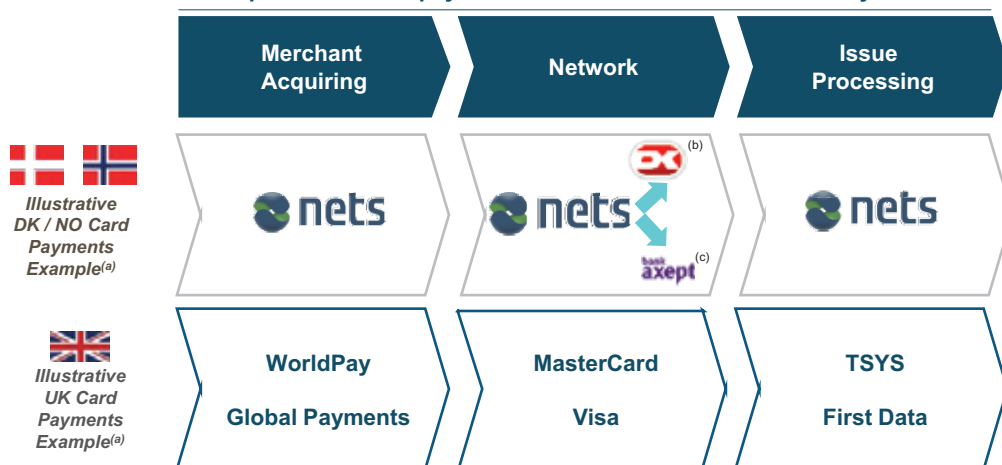 Merchant
Acquiring
Network
Issue
Processing
Illustrative
DK / NO Card
Payments
Example(a)
nets
nets
DK
(b)
bank
axept
(c)
nets
Illustrative
UK Card
Payments
Example(a)
WorldPay
Global Payments
MasterCard
Visa
TSYS
First Data